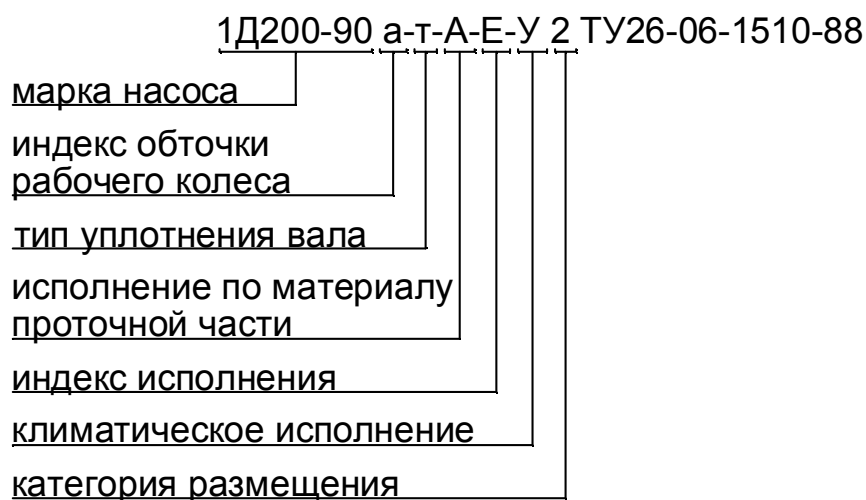 1Д200-90 а-т-А-Е-У 2 ТУ26-06-1510-88
марка насоса
индекс обточки
рабочего колеса
тип уплотнения вала
исполнение по материалу
проточной части
индекс исполнения
климатическое исполнение
категория размещения